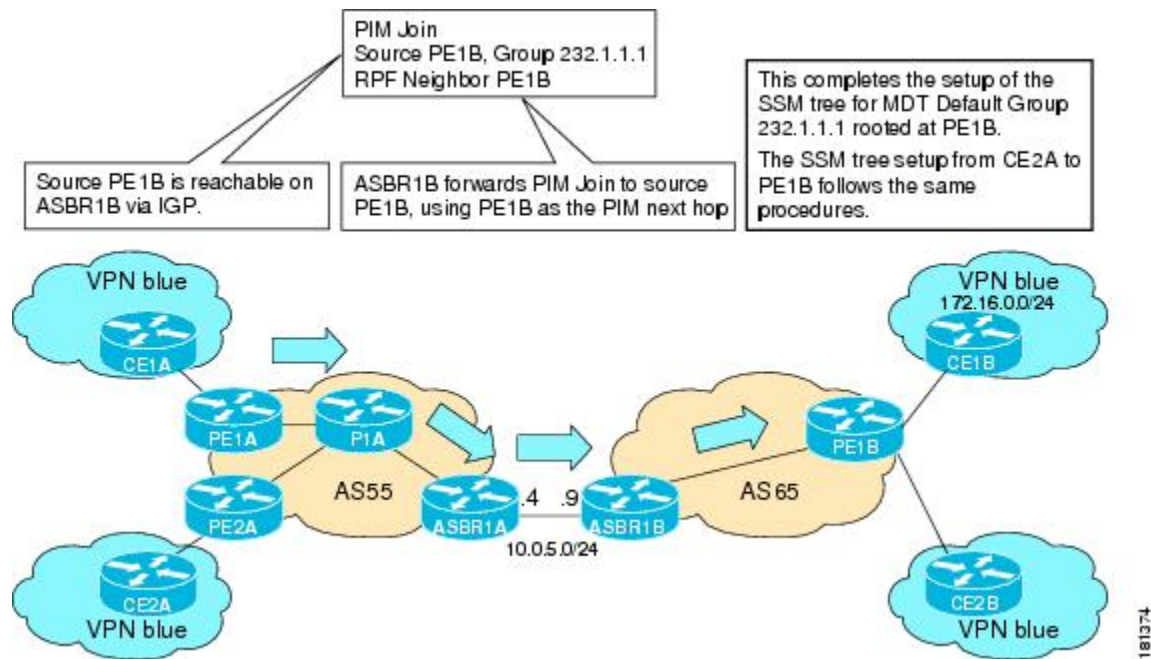 PIM Join
Source PE1B, Group 232.1.1.1
RPF Neighbor PE1B
This completes the setup of the
SSM tree for MDT Default Group
232.1.1.1 rooted at PE1B.
The SSM tree setup from CE2A to
PE1B follows the same
procedures.
Source PE1B is reachable on
ASBR1B via IGP.
ASBR1B forwards PIM Join to source
PE1B, using PE1B as the PIM next hop
VPN blue
CE1A
VPN blue
172.16.0.0/24
CE1B
PE1A
P1A
PE1B
PE2A
AS55
ASBR1A
.4
.9
ASBR1B
AS65
10.0.5.0/24
CE2A
VPN blue
CE2B
VPN blue
181374